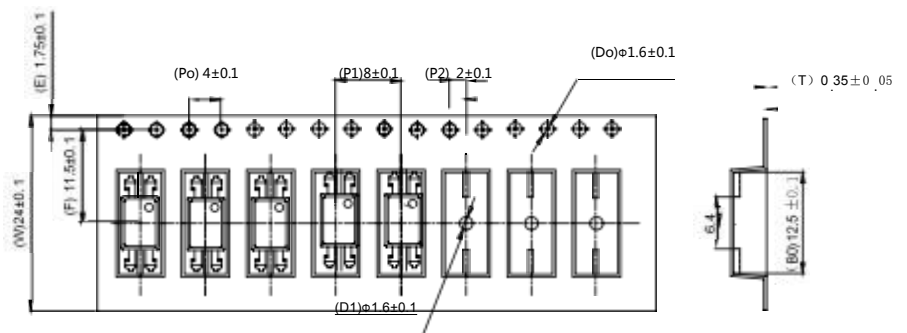 (E) 1.75±0.1
(Po) 4±0.1
(P1)8±0.1
(P2) 2±0.1
(Do)Φ1.6±0.1
(T) 0.35±0.05
(W)24±0.1
(F) 11.5±0.1
6.4
(B0)12.5 ±0.1
(D1)Φ1.6±0.1